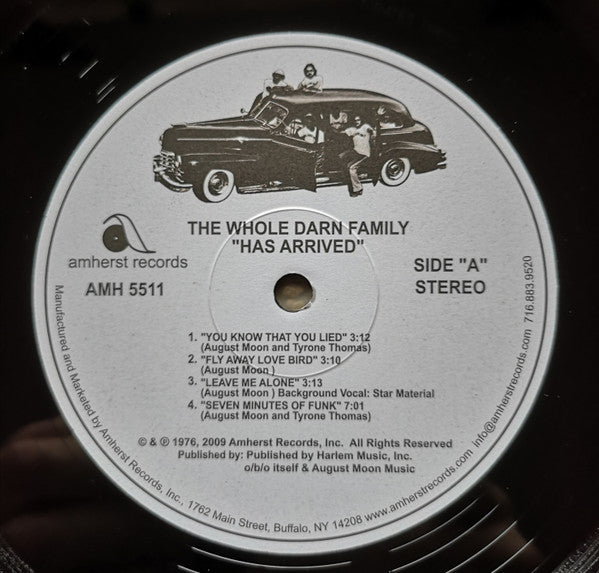 THE WHOLE DARN FAMILY
"HAS ARRIVED"
amherst records
AMH 5511
SIDE "A"
STEREO
1. "YOU KNOW THAT YOU LIED" 3:12
(August Moon and Tyrone Thomas)
2. "FLY AWAY LOVE BIRD" 3:10
(August Moon )
3. "LEAVE ME ALONE" 3:13
(August Moon ) Background Vocal: Star Material
4. "SEVEN MINUTES OF FUNK" 7:01
(August Moon and Tyrone Thomas)
© & ℗ 1976, 2009 Amherst Records, Inc. All Rights Reserved
Published by: Published by Harlem Music, Inc.
o/b/o itself & August Moon Music
Manufactured and Marketed by Amherst Records, Inc., 1762 Main Street, Buffalo, NY 14208 www.amherstrecords.com info@amherstrecords.com 716.883.9520